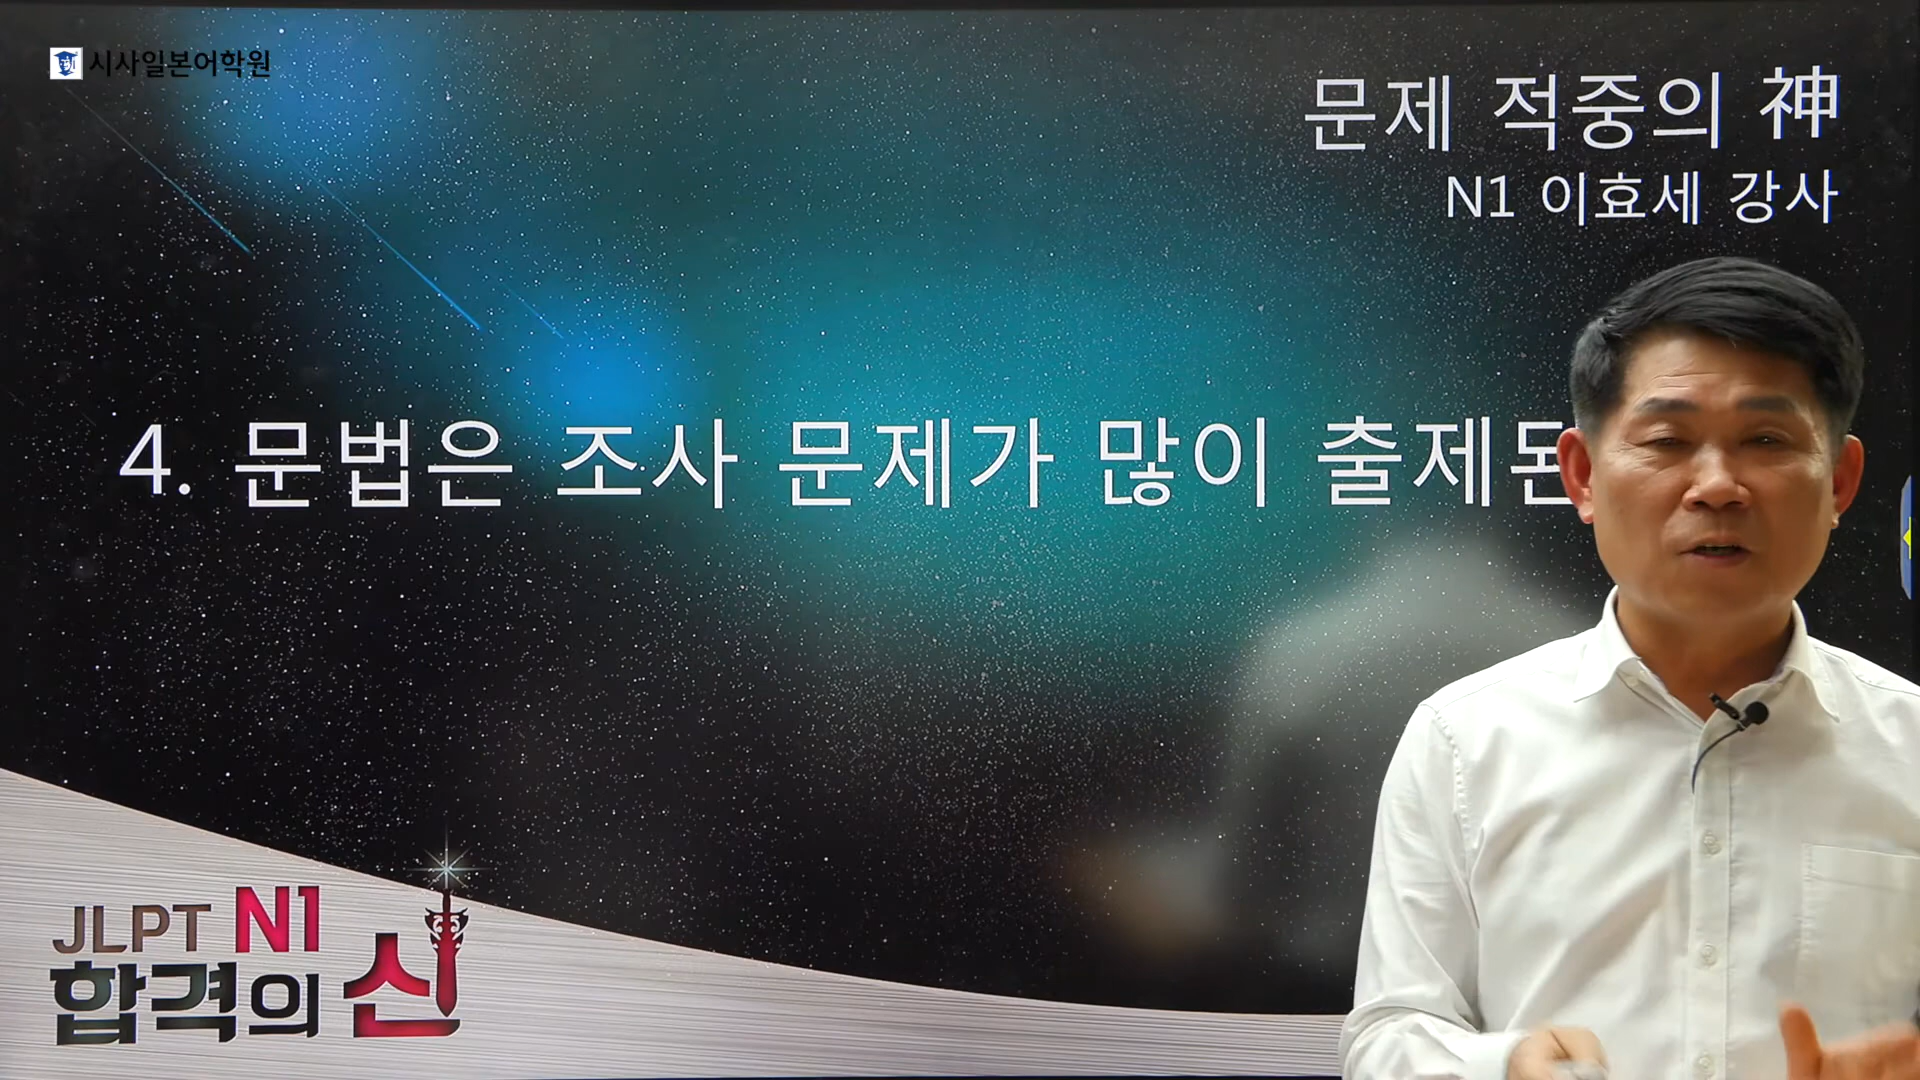 시사일본어학원
문제 적중의 神
N1 이효세 강사
4. 문법은 조사 문제가 많이 출제된
JLPT N1
합격의 신